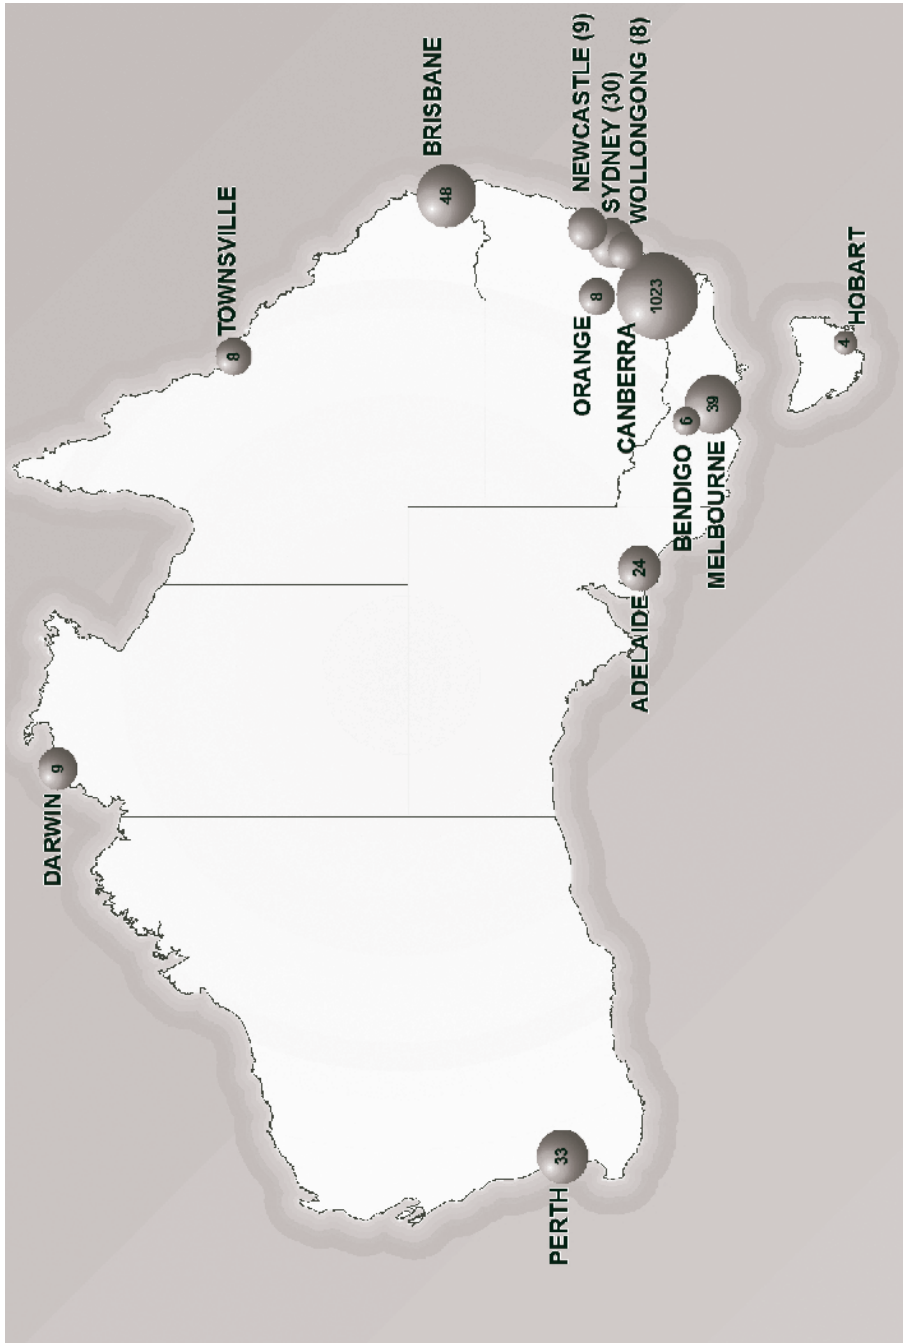 DARWIN
9
TOWNSVILLE
8
BRISBANE
48
NEWCASTLE (9)
SYDNEY (30)
WOLLONGONG (8)
ORANGE
8
CANBERRA
1023
PERTH
33
ADELAIDE
24
BENDIGO
6
MELBOURNE
39
HOBART
4